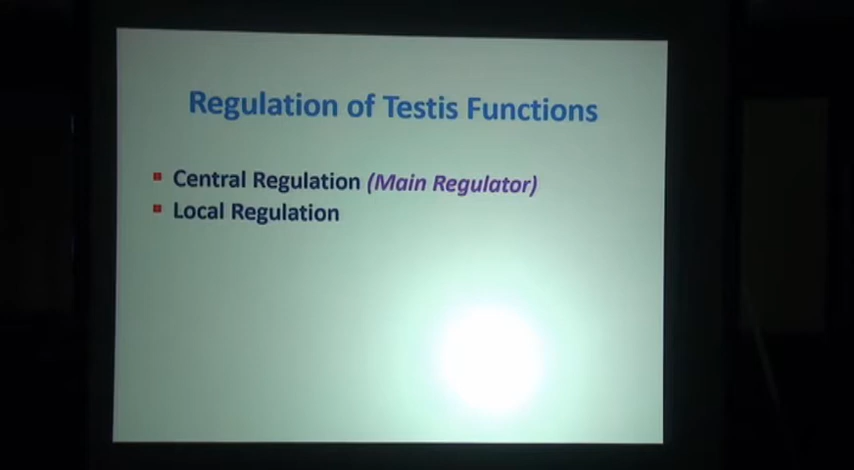 Regulation of Testis Functions
Central Regulation (Main Regulator)
Local Regulation